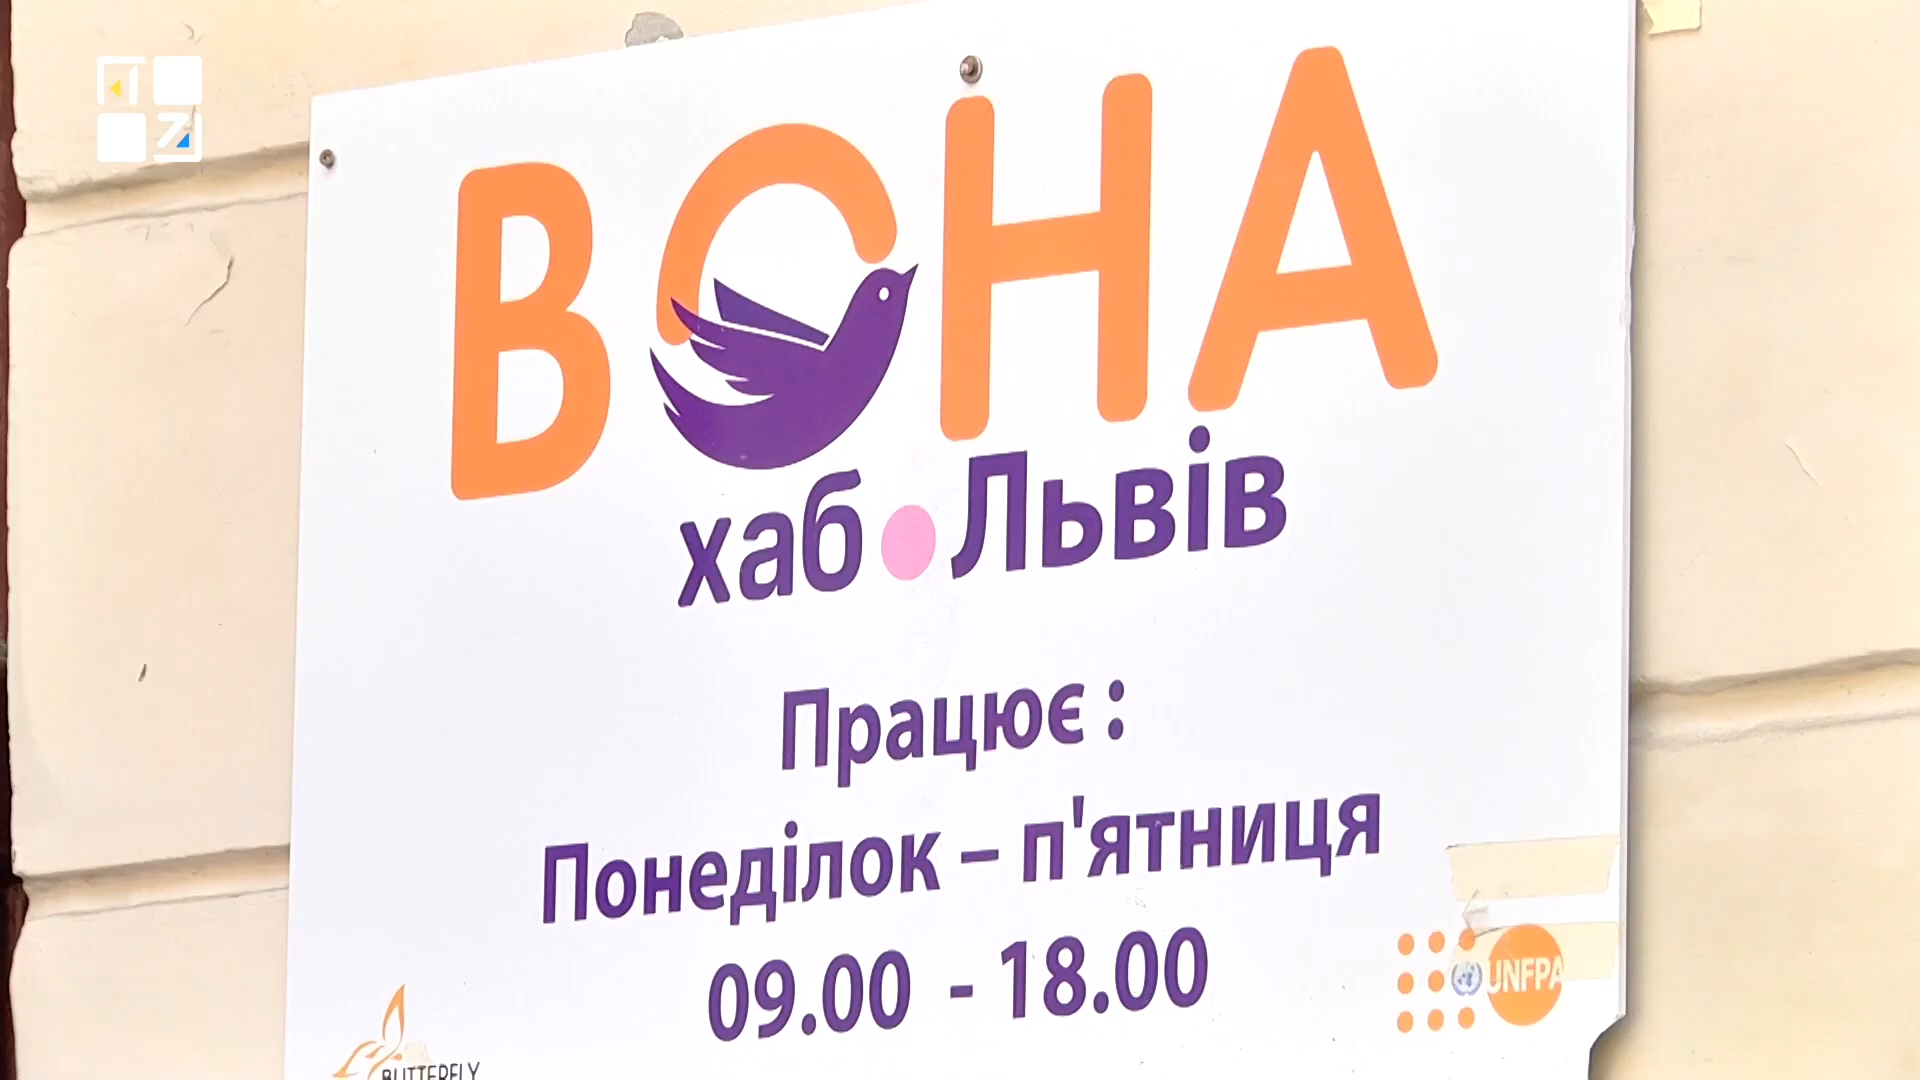 ВОНА
хаб • Львів
Працює :
Понеділок – п'ятниця
09.00 - 18.00
UNFPA
BUTTERFLY